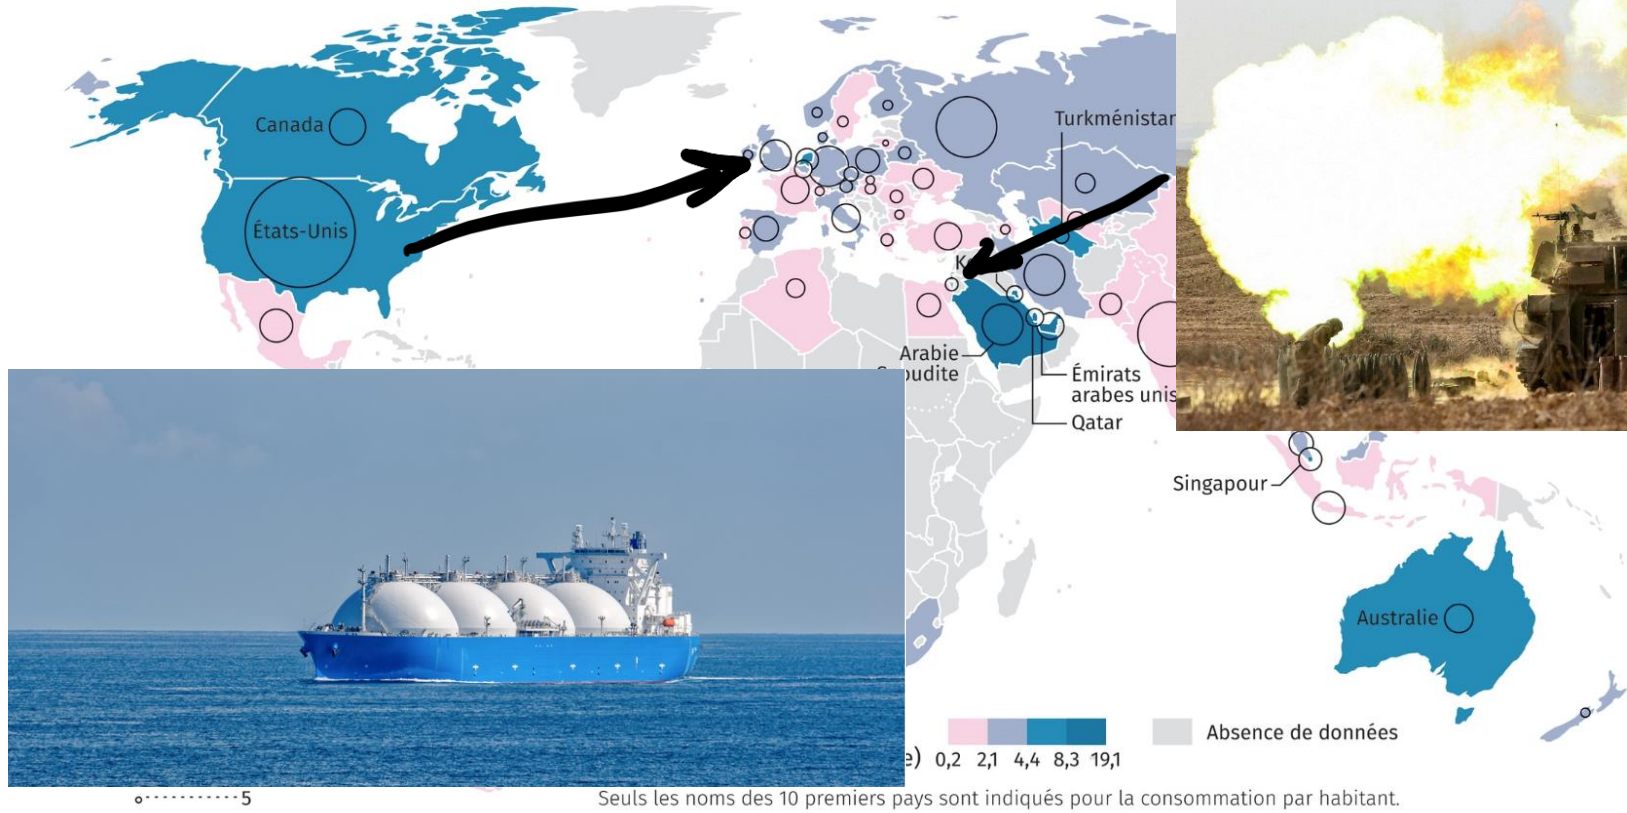 Canada
États-Unis
Turkménistan
Arabie
Émirats
arabes unis
Qatar
Singapour
Australie
Absence de données
0,2 2,1 4,4 8,3 19,1
5
Seuls les noms des 10 premiers pays sont indiqués pour la consommation par habitant.